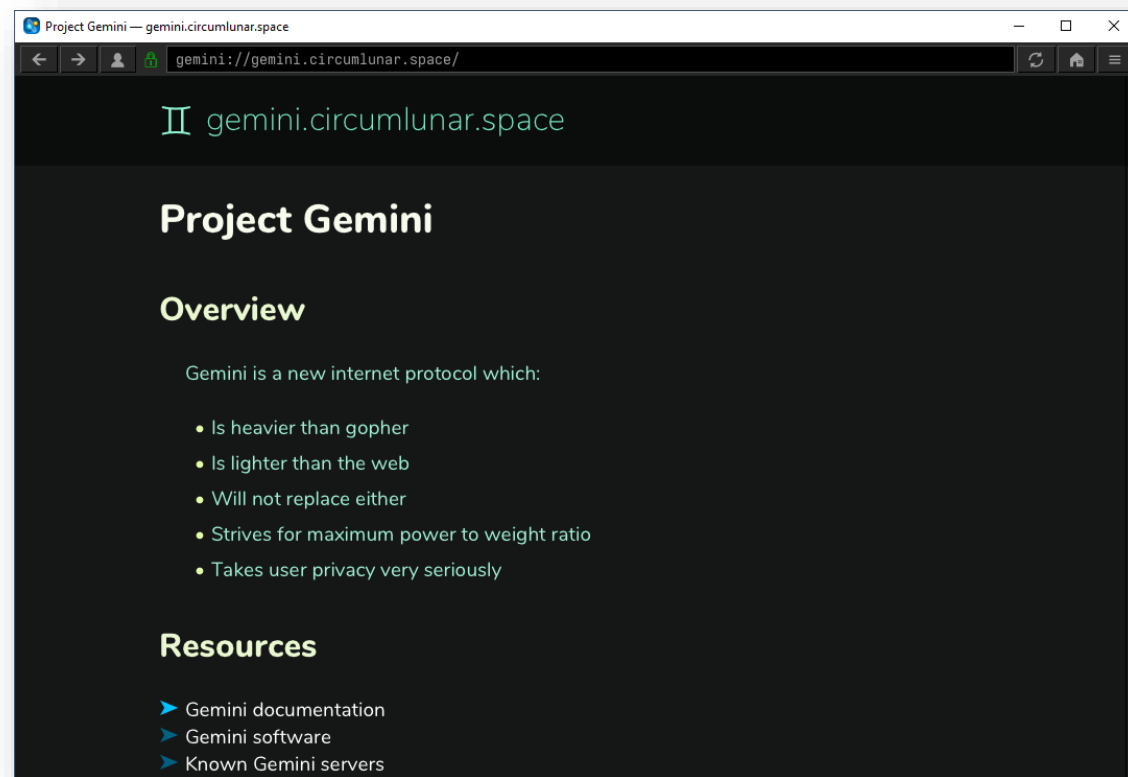 Project Gemini — gemini.circumlunar.space
gemini://gemini.circumlunar.space/
♊ gemini.circumlunar.space
Project Gemini
Overview
Gemini is a new internet protocol which:
• Is heavier than gopher
• Is lighter than the web
• Will not replace either
• Strives for maximum power to weight ratio
• Takes user privacy very seriously
Resources
➤ Gemini documentation
➤ Gemini software
➤ Known Gemini servers